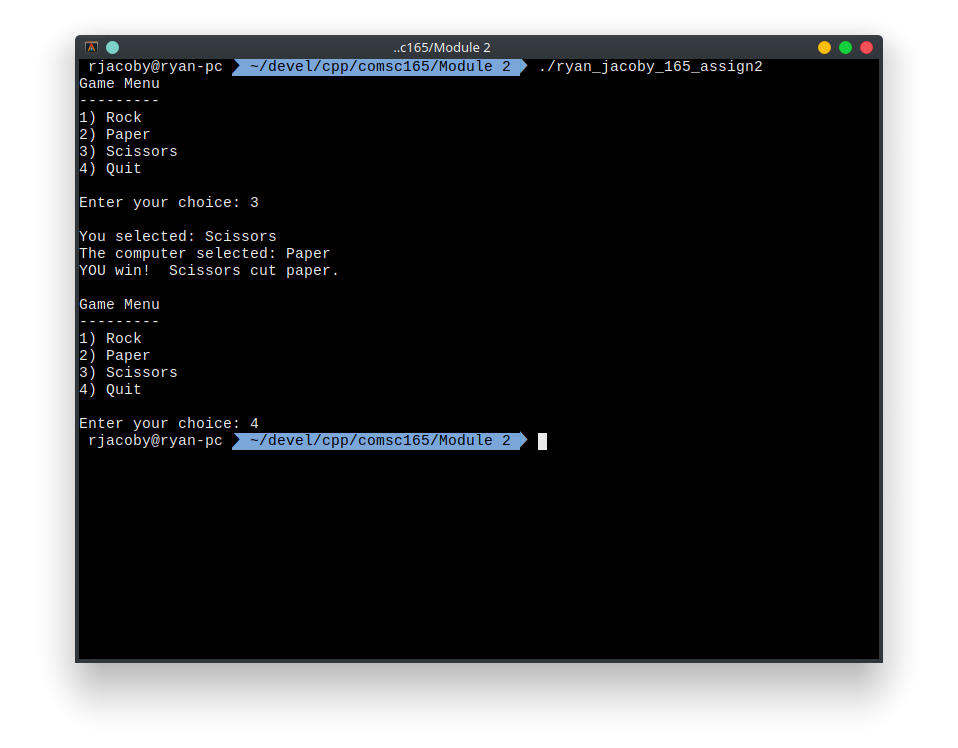 ..c165/Module 2
rjacoby@ryan-pc ~/devel/cpp/comsc165/Module 2 ./ryan_jacoby_165_assign2
Game Menu
---------
1) Rock
2) Paper
3) Scissors
4) Quit
Enter your choice: 3
You selected: Scissors
The computer selected: Paper
YOU win!  Scissors cut paper.
Game Menu
---------
1) Rock
2) Paper
3) Scissors
4) Quit
Enter your choice: 4
rjacoby@ryan-pc ~/devel/cpp/comsc165/Module 2